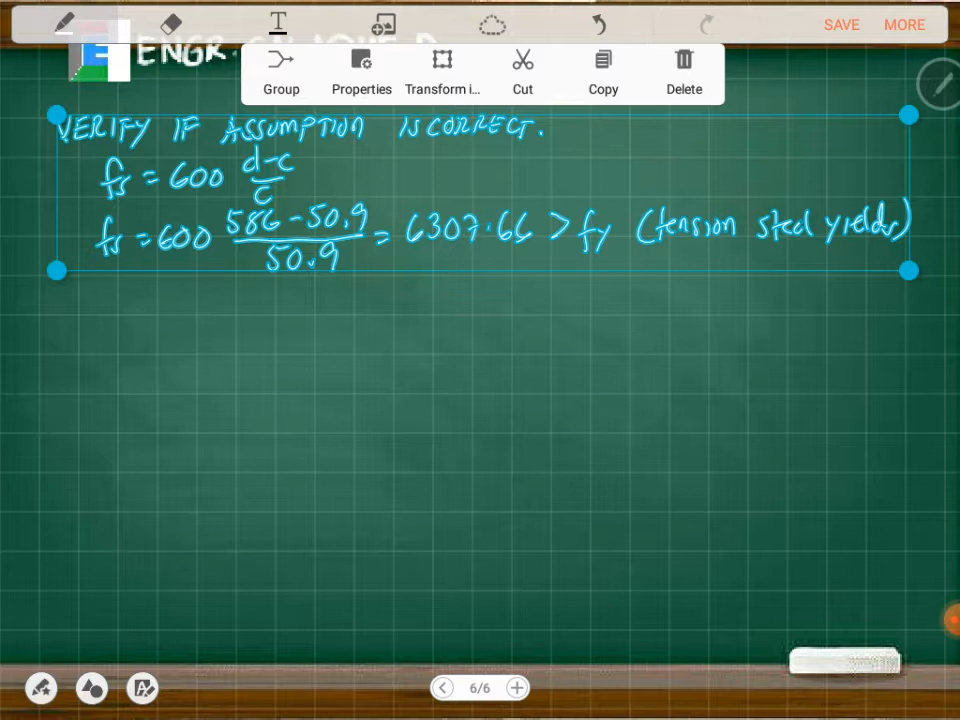 SAVE MORE
ENGR.
Group Properties Transform i... Cut Copy Delete
VERIFY IF ASSUMPTION IS CORRECT.
fs = 600 d-c/c
fs = 600 586-50.9/50.9 = 6307.66 > fy (tension steel yields)
6/6